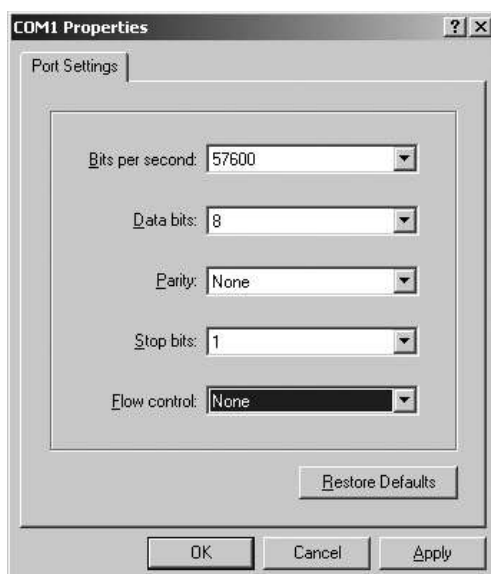 COM1 Properties
Port Settings
Bits per second: 57600
Data bits: 8
Parity: None
Stop bits: 1
Flow control: None
Restore Defaults
OK Cancel Apply